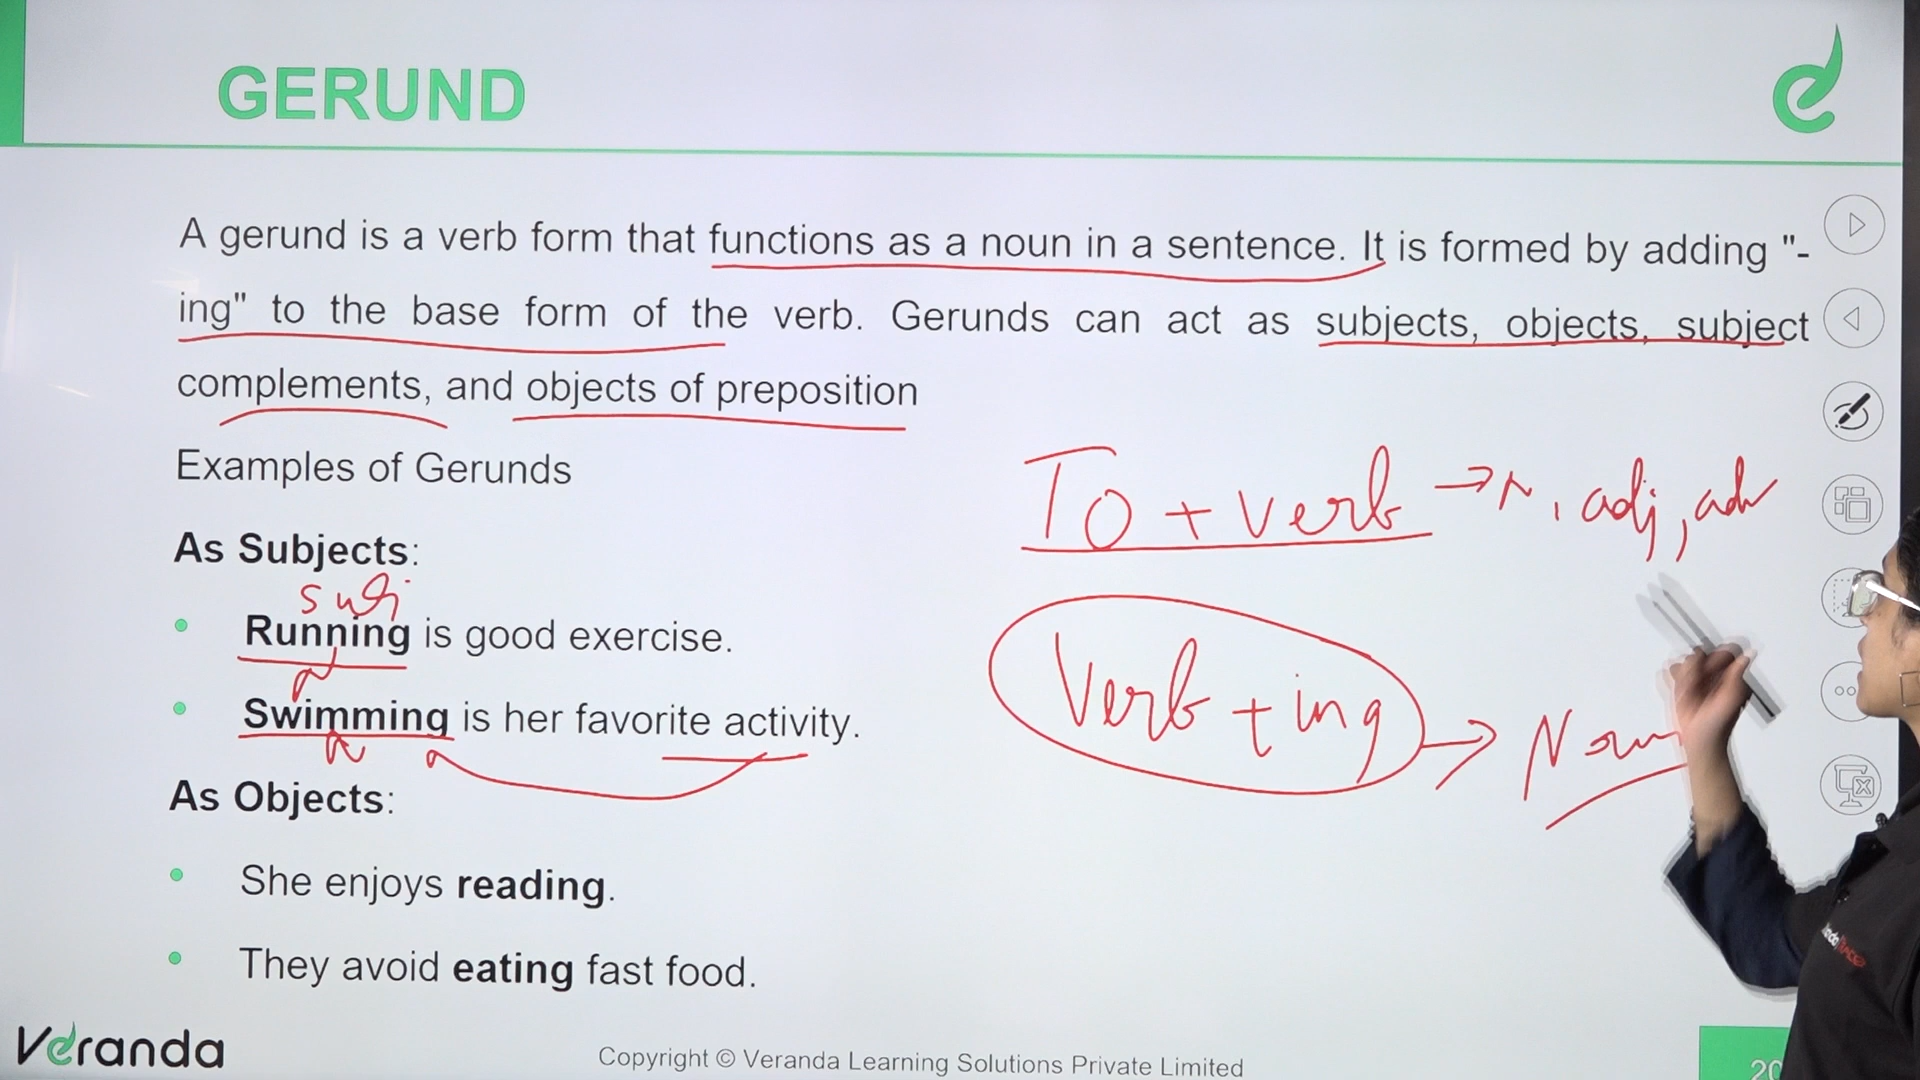 GERUND
A gerund is a verb form that functions as a noun in a sentence. It is formed by adding "-
ing" to the base form of the verb. Gerunds can act as subjects, objects, subject
complements, and objects of preposition
Examples of Gerunds
To + verb → N, adj, adv
As Subjects:
subj
Running is good exercise.
Verb + ing → Noun
Swimming is her favorite activity.
As Objects:
She enjoys reading.
They avoid eating fast food.
Veranda
Copyright © Veranda Learning Solutions Private Limited
20